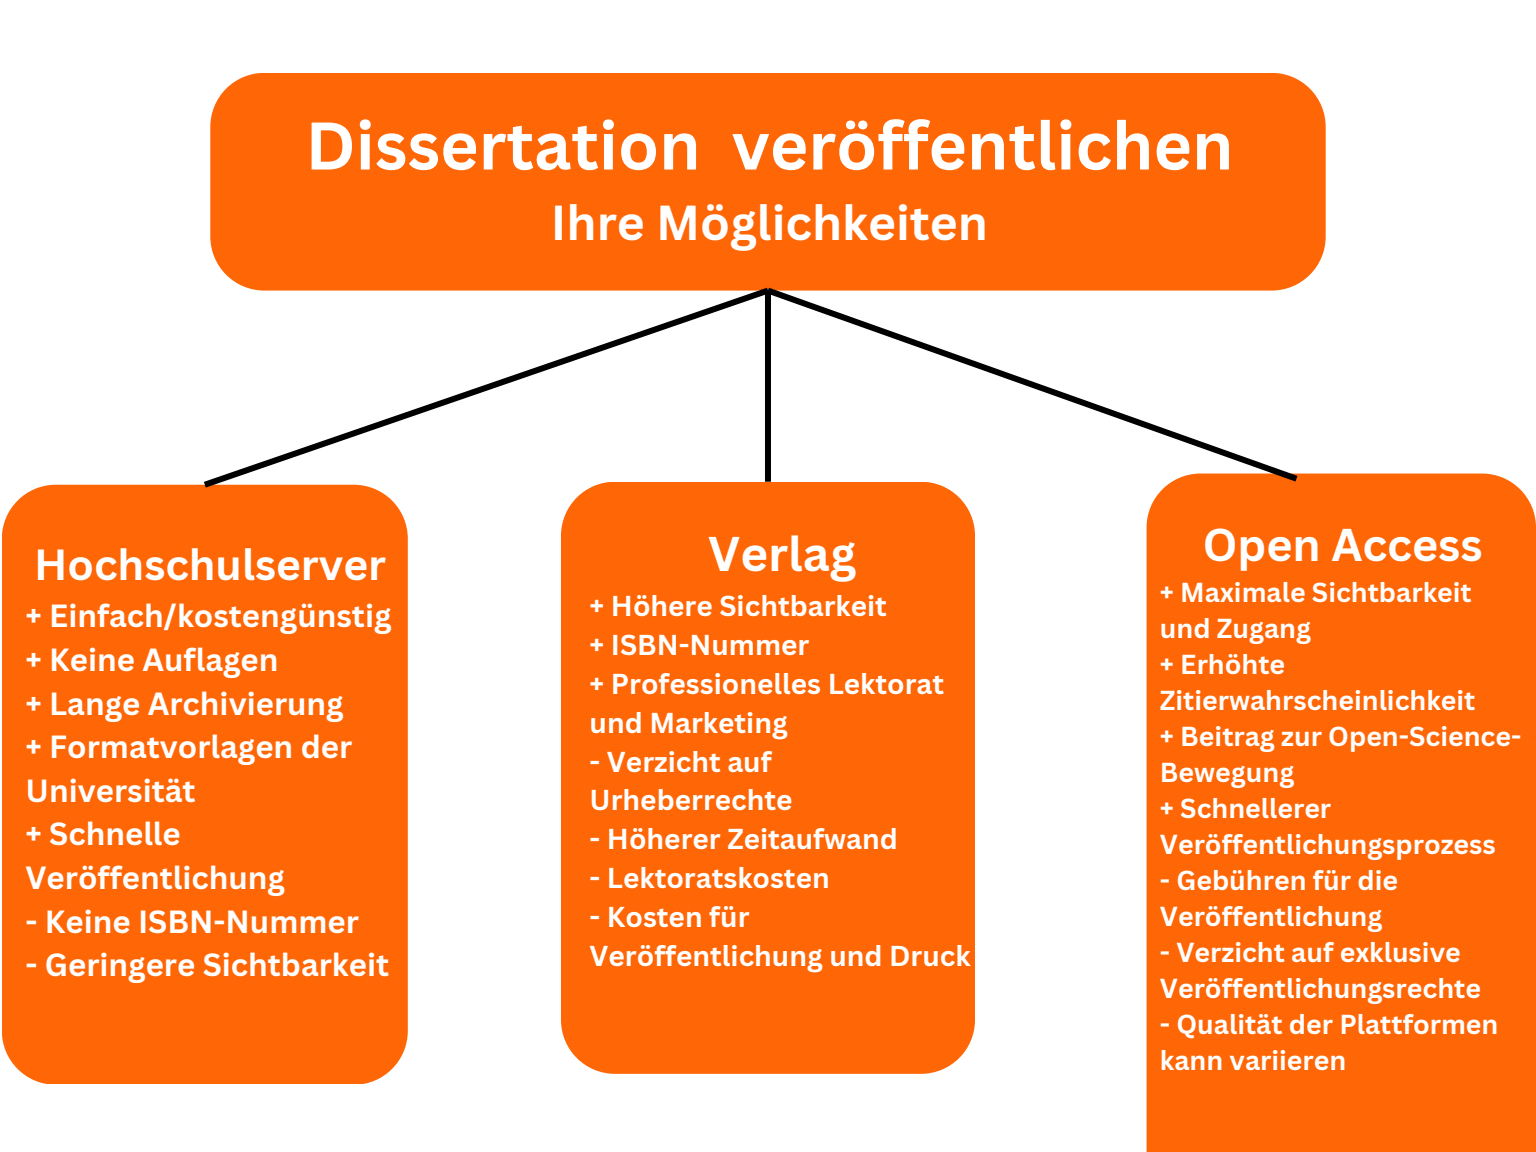 Dissertation veröffentlichen
Ihre Möglichkeiten
Hochschulserver
+ Einfach/kostengünstig
+ Keine Auflagen
+ Lange Archivierung
+ Formatvorlagen der
Universität
+ Schnelle
Veröffentlichung
- Keine ISBN-Nummer
- Geringere Sichtbarkeit
Verlag
+ Höhere Sichtbarkeit
+ ISBN-Nummer
+ Professionelles Lektorat
und Marketing
- Verzicht auf
Urheberrechte
- Höherer Zeitaufwand
- Lektoratskosten
- Kosten für
Veröffentlichung und Druck
Open Access
+ Maximale Sichtbarkeit
und Zugang
+ Erhöhte
Zitierwahrscheinlichkeit
+ Beitrag zur Open-Science-
Bewegung
+ Schnellerer
Veröffentlichungsprozess
- Gebühren für die
Veröffentlichung
- Verzicht auf exklusive
Veröffentlichungsrechte
- Qualität der Plattformen
kann variieren